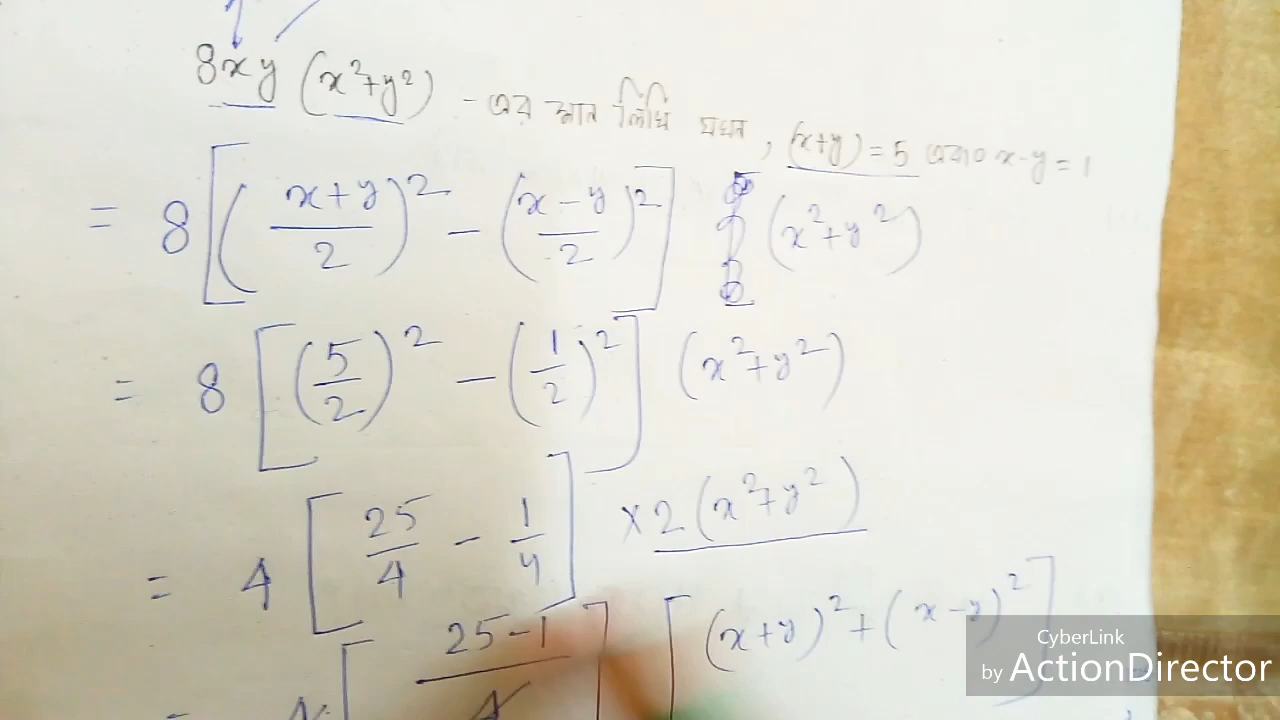 8xy (x²+y²) - এর মান লিখি যখন, (x+y) = 5 এবং x-y = 1
= 8[((x+y)/2)² - ((x-y)/2)²] (x²+y²)
= 8 [(5/2)² - (1/2)²] (x²+y²)
= 4 [25/4 - 1/4] × 2 (x²+y²)
= 4 [(25-1)/4] [(x+y)² + (x-y)²]
CyberLink
by ActionDirector